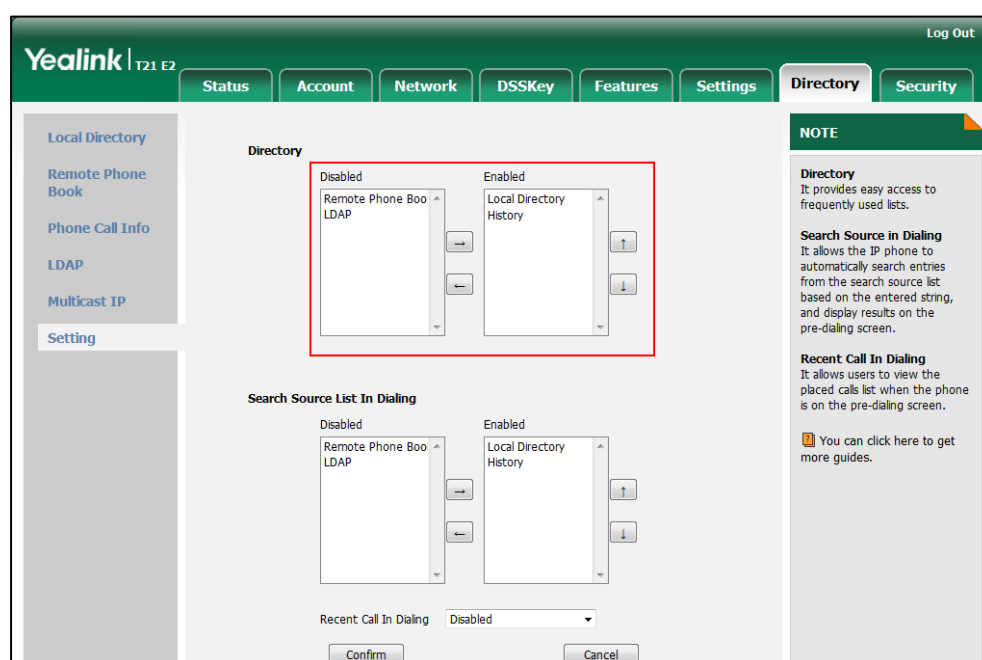 Log Out
Yealink | T21 E2
Status Account Network DSSKey Features Settings Directory Security
Local Directory
Remote Phone
Book
Phone Call Info
LDAP
Multicast IP
Setting
Directory
Disabled Enabled
Remote Phone Boo
LDAP
Local Directory
History
→
←
↑
↓
Search Source List In Dialing
Disabled Enabled
Remote Phone Boo
LDAP
Local Directory
History
→
←
↑
↓
Recent Call In Dialing Disabled
Confirm Cancel
NOTE
Directory
It provides easy access to
frequently used lists.
Search Source in Dialing
It allows the IP phone to
automatically search entries
from the search source list
based on the entered string,
and display results on the
pre-dialing screen.
Recent Call In Dialing
It allows users to view the
placed calls list when the phone
is on the pre-dialing screen.
? You can click here to get
more guides.